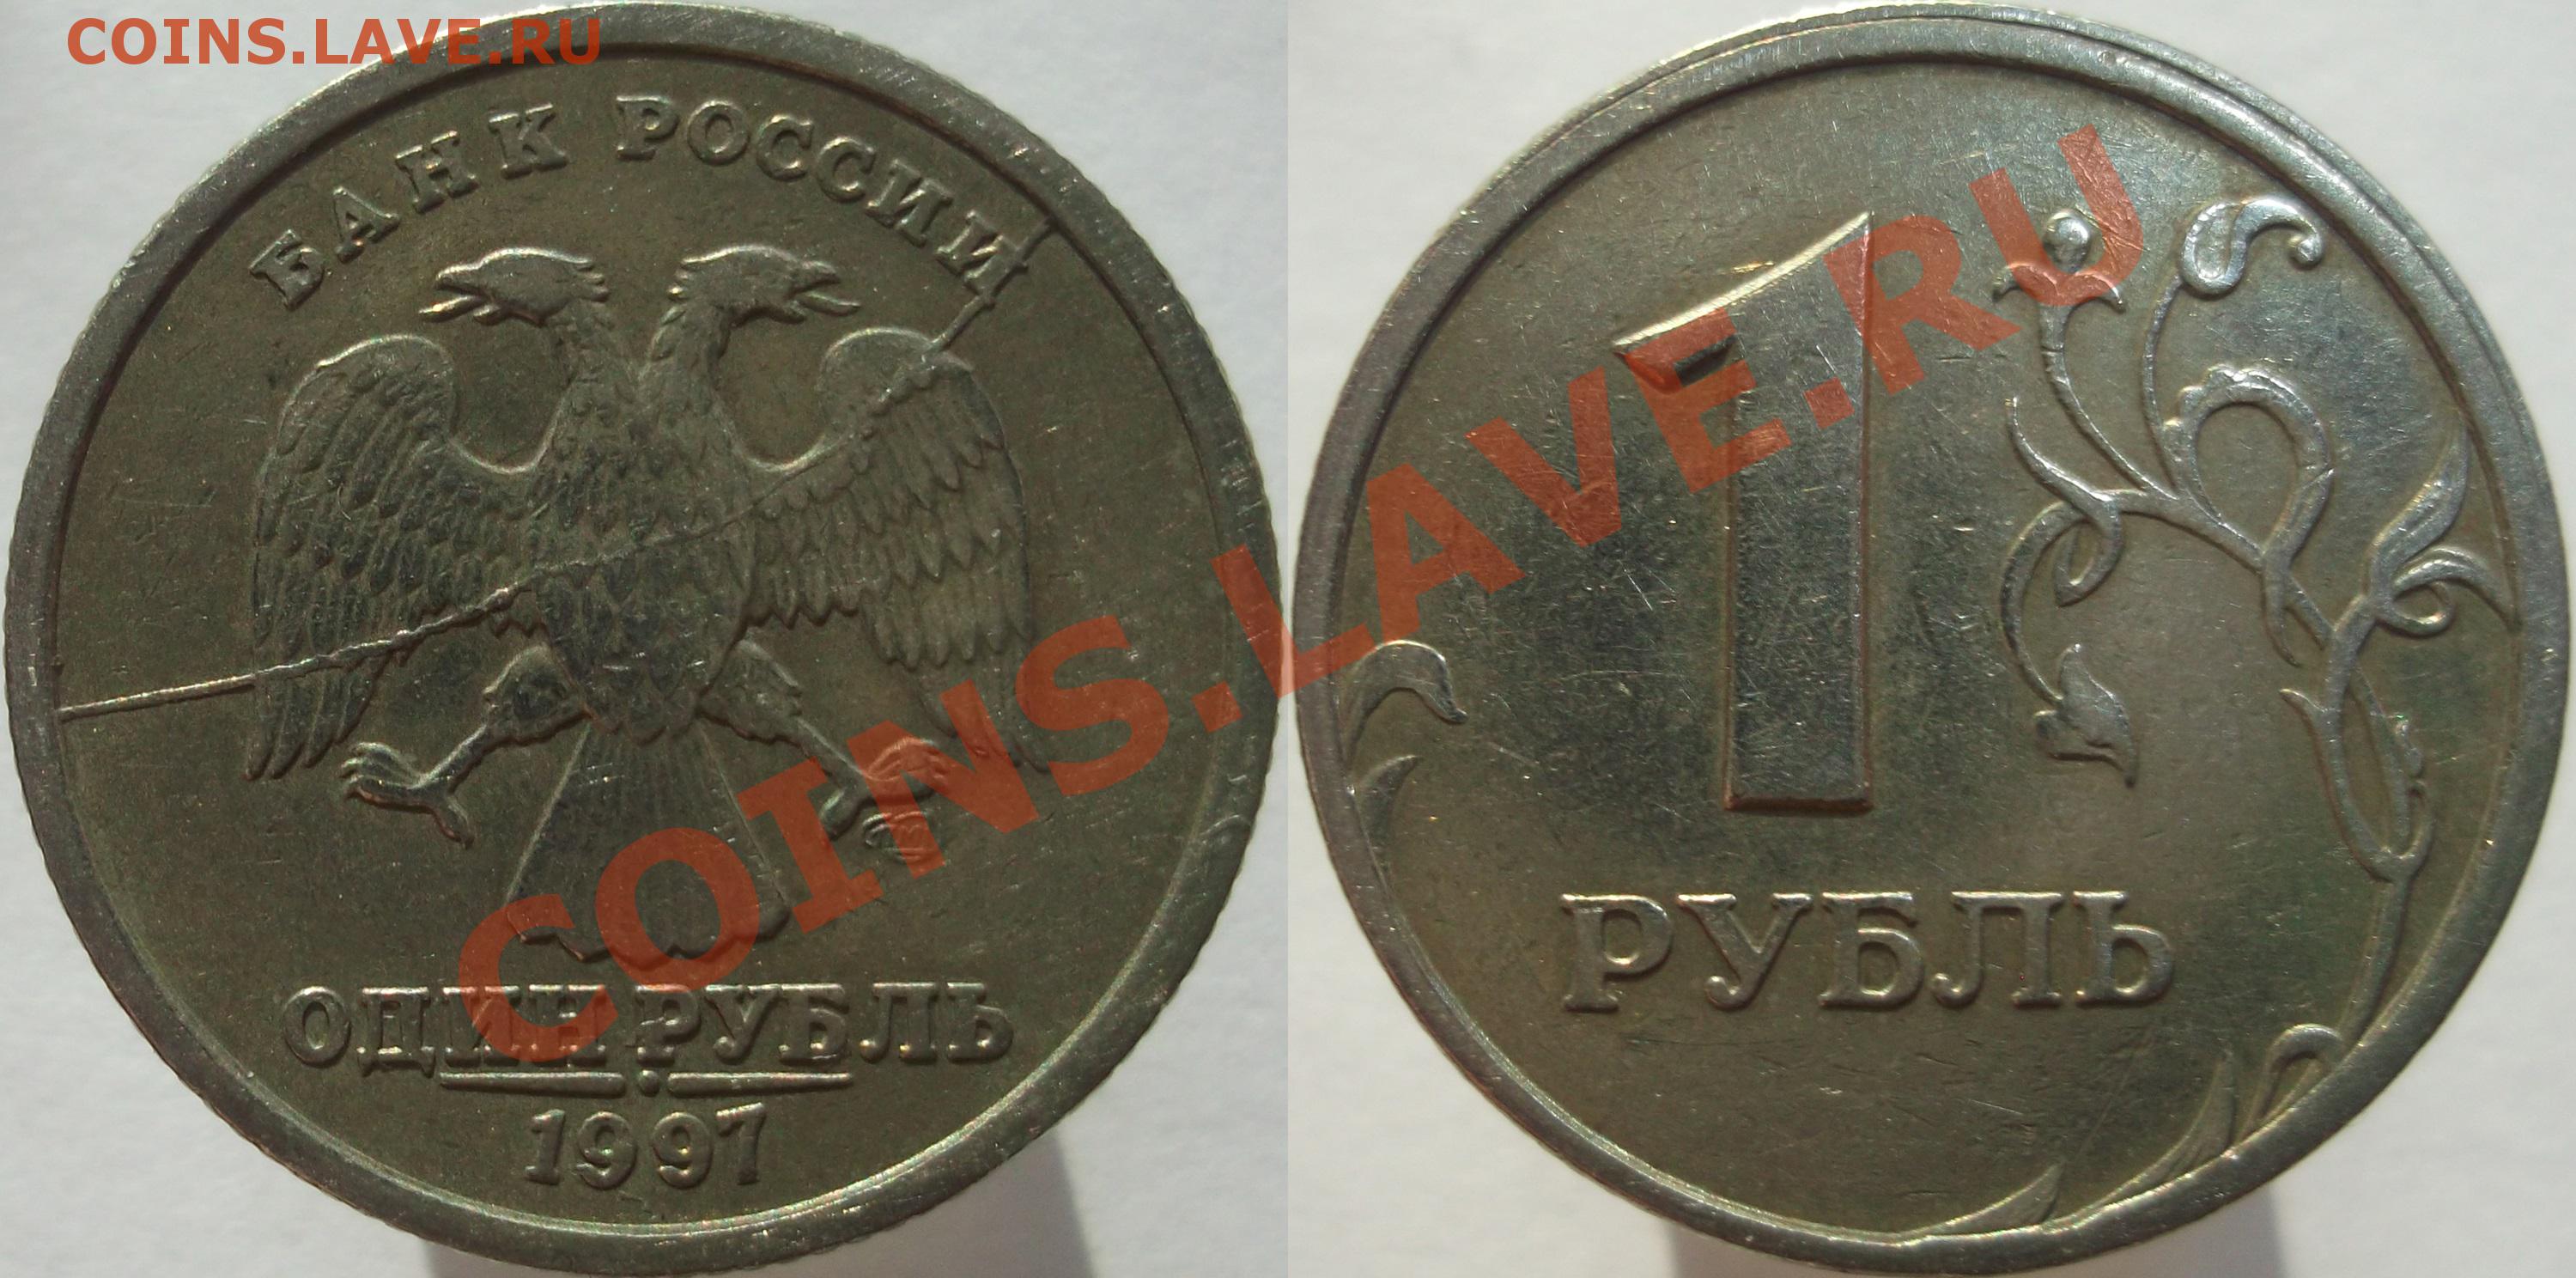 COINS.LAVE.RU
БАНК РОССИИ
ОДИН РУБЛЬ
1997
1
РУБЛЬ
COINS.LAVE.RU